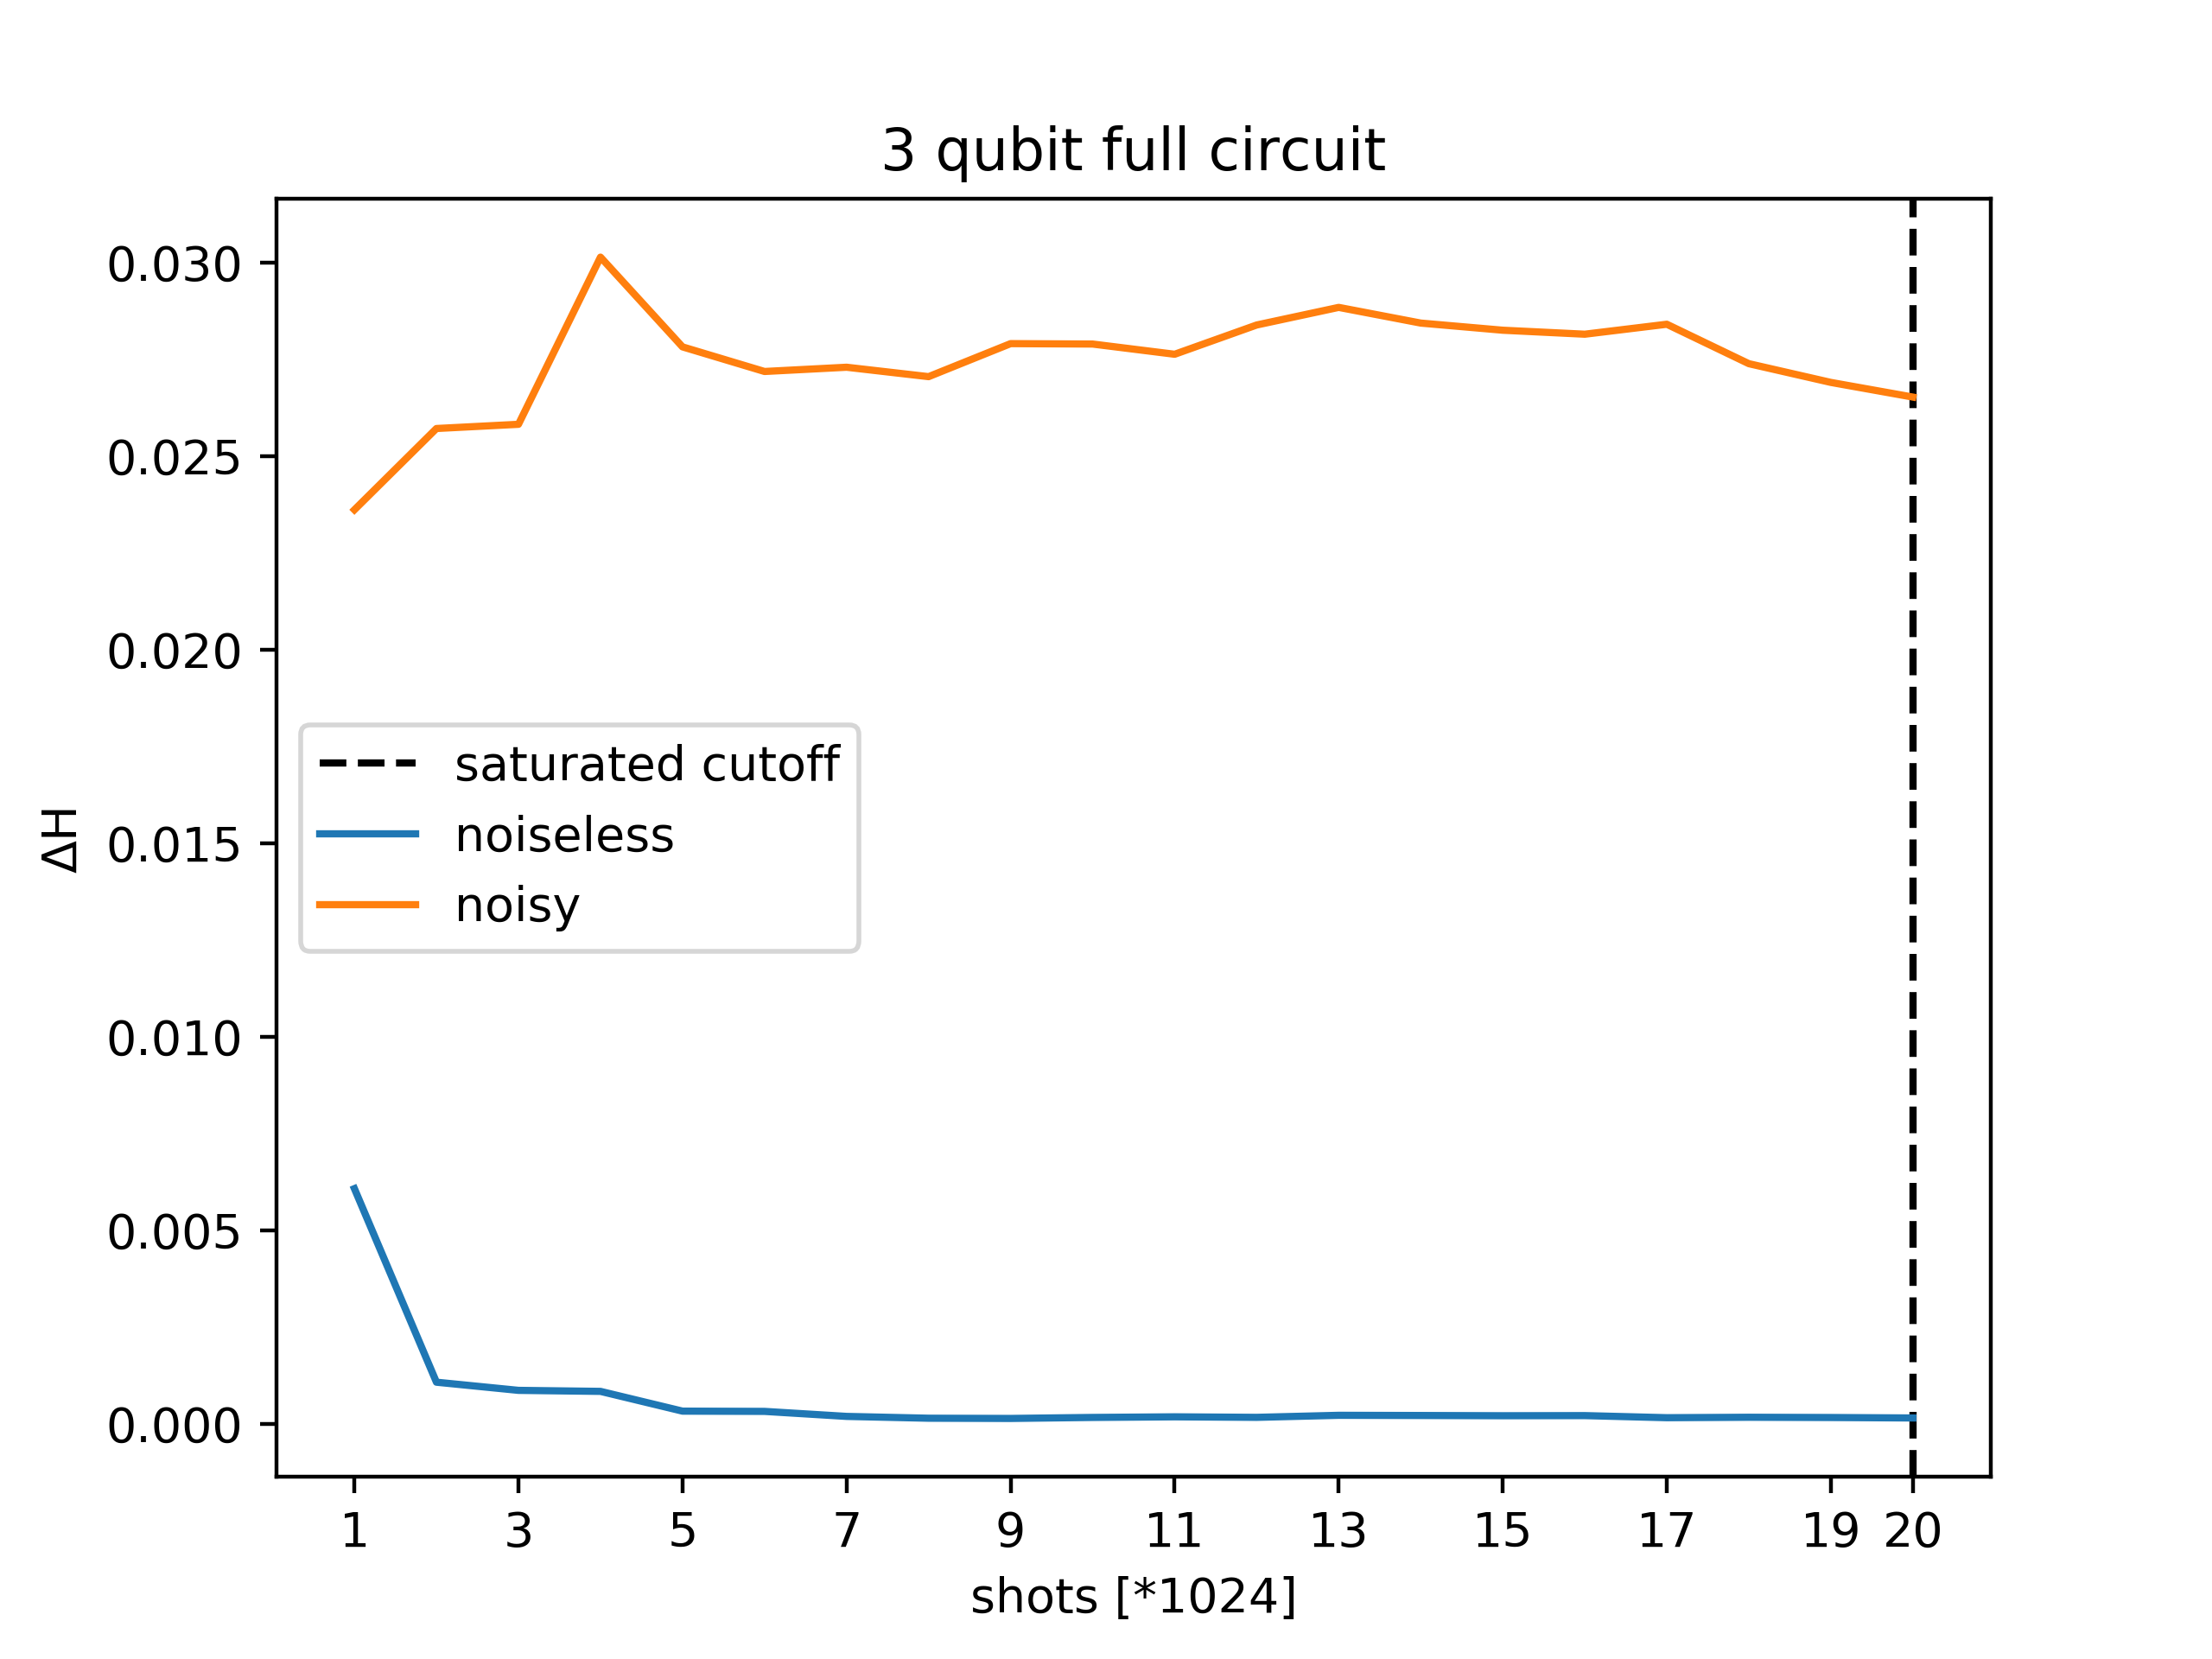 3 qubit full circuit
0.030
0.025
0.020
0.015
0.010
0.005
0.000
ΔH
saturated cutoff
noiseless
noisy
1 3 5 7 9 11 13 15 17 19 20
shots [*1024]